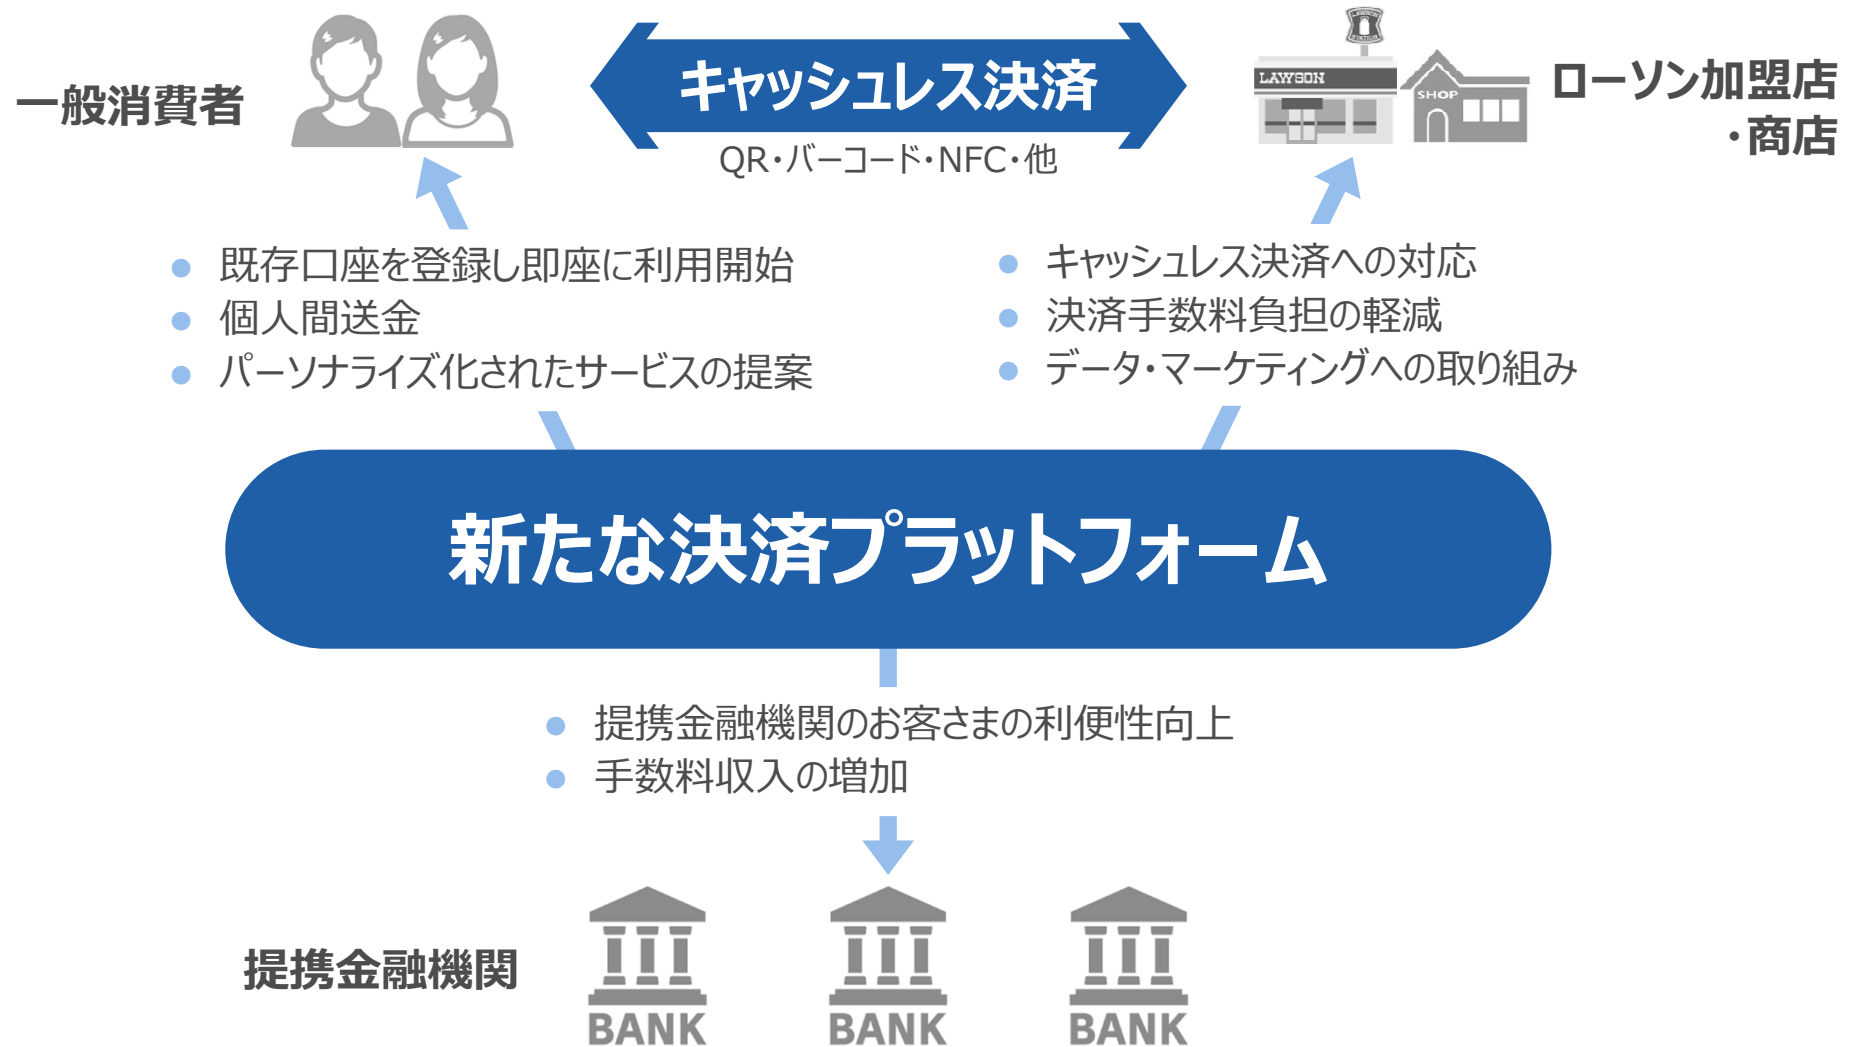 一般消費者
キャッシュレス決済
QR・バーコード・NFC・他
LAWSON
SHOP
ローソン加盟店
・商店
既存口座を登録し即座に利用開始
個人間送金
パーソナライズ化されたサービスの提案
キャッシュレス決済への対応
決済手数料負担の軽減
データ・マーケティングへの取り組み
新たな決済プラットフォーム
提携金融機関のお客さまの利便性向上
手数料収入の増加
提携金融機関
BANK
BANK
BANK